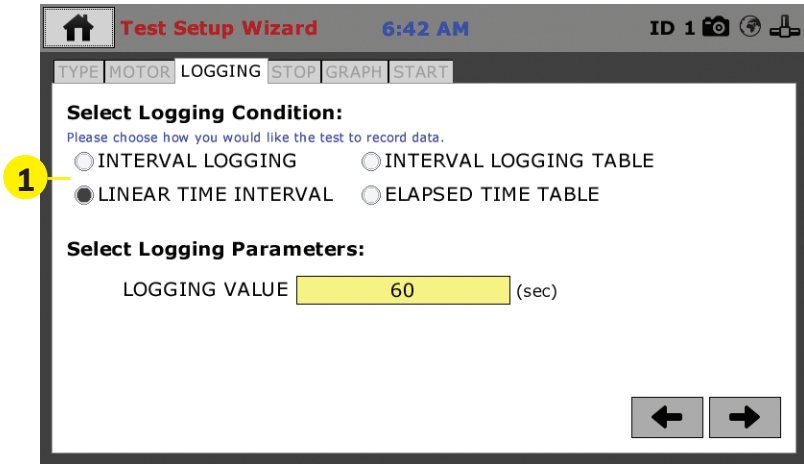 Test Setup Wizard 6:42 AM ID 1
TYPE MOTOR LOGGING STOP GRAPH START
Select Logging Condition:
Please choose how you would like the test to record data.
INTERVAL LOGGING INTERVAL LOGGING TABLE
1
LINEAR TIME INTERVAL ELAPSED TIME TABLE
Select Logging Parameters:
LOGGING VALUE 60 (sec)